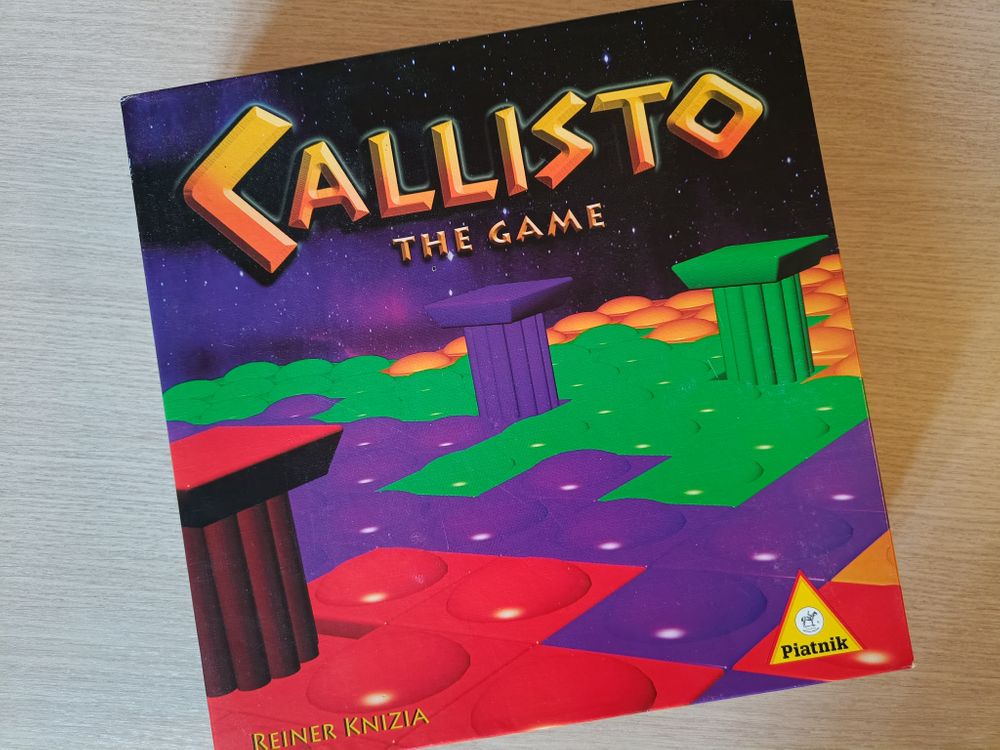 CALLISTO
THE GAME
Piatnik
REINER KNIZIA